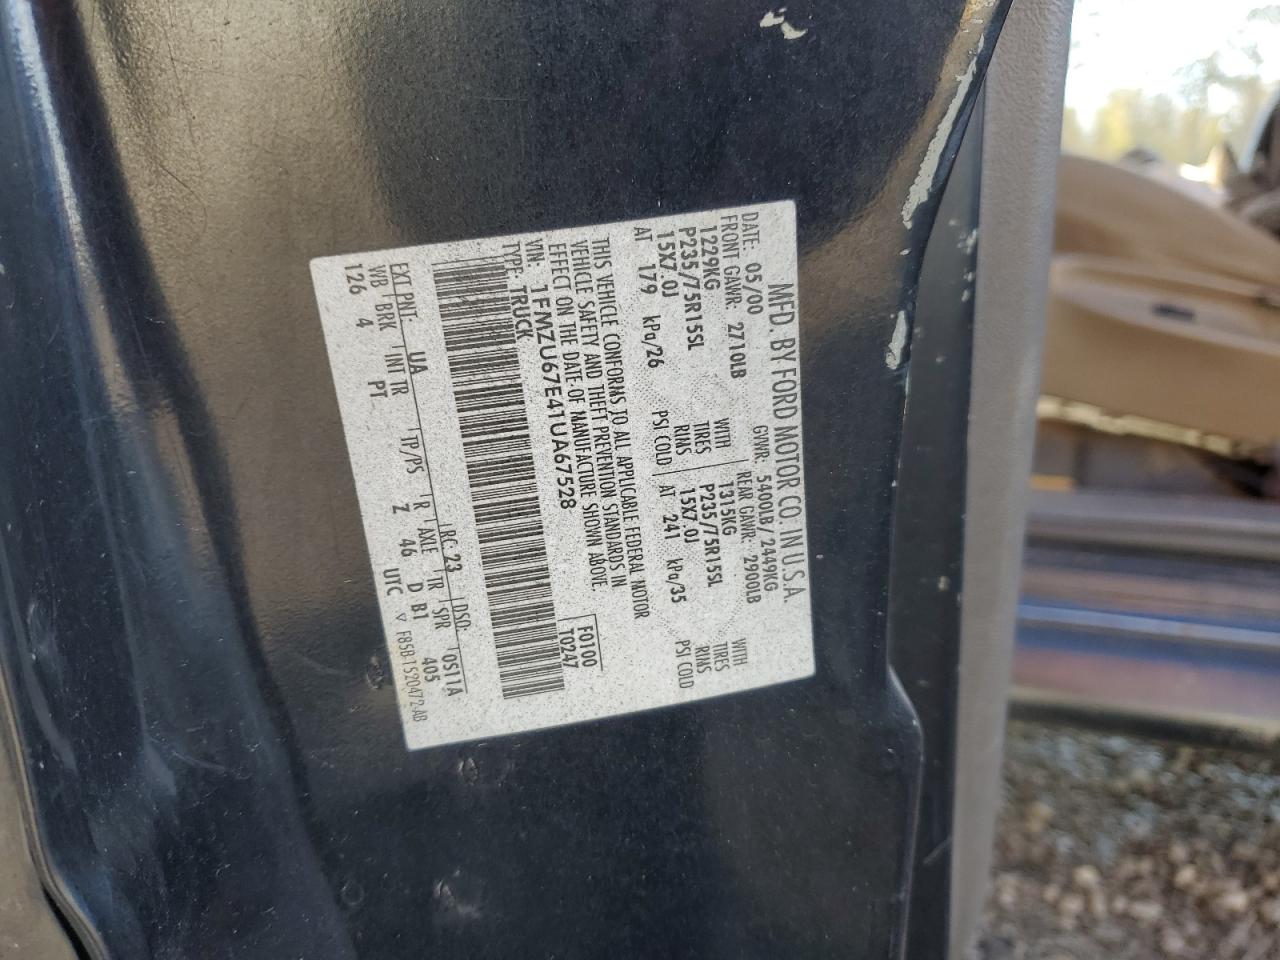 MFD. BY FORD MOTOR CO. IN U.S.A.
DATE: 05/00 GVWR: 5400LB/ 2449KG
FRONT GAWR: 2710LB REAR GAWR: 2900LB
1229KG WITH 1315KG WITH
P235/75R15SL TIRES P235/75R15SL TIRES
15X7.0J RIMS 15X7.0J RIMS
AT 179 kPa/26 PSI COLD AT 241 kPa/35 PSI COLD
THIS VEHICLE CONFORMS TO ALL APPLICABLE FEDERAL MOTOR
VEHICLE SAFETY AND THEFT PREVENTION STANDARDS IN
EFFECT ON THE DATE OF MANUFACTURE SHOWN ABOVE.
VIN: 1FMZU67E41UA67528 F0100
TYPE: TRUCK T0247
EXT PNT: UA RC: 23 DSO: OS11A
WB BRK INT TR TP/PS R AXLE TR SPR
126 4 PT Z 46 D B1 405
UTC ▽ F85B 1520472-AB